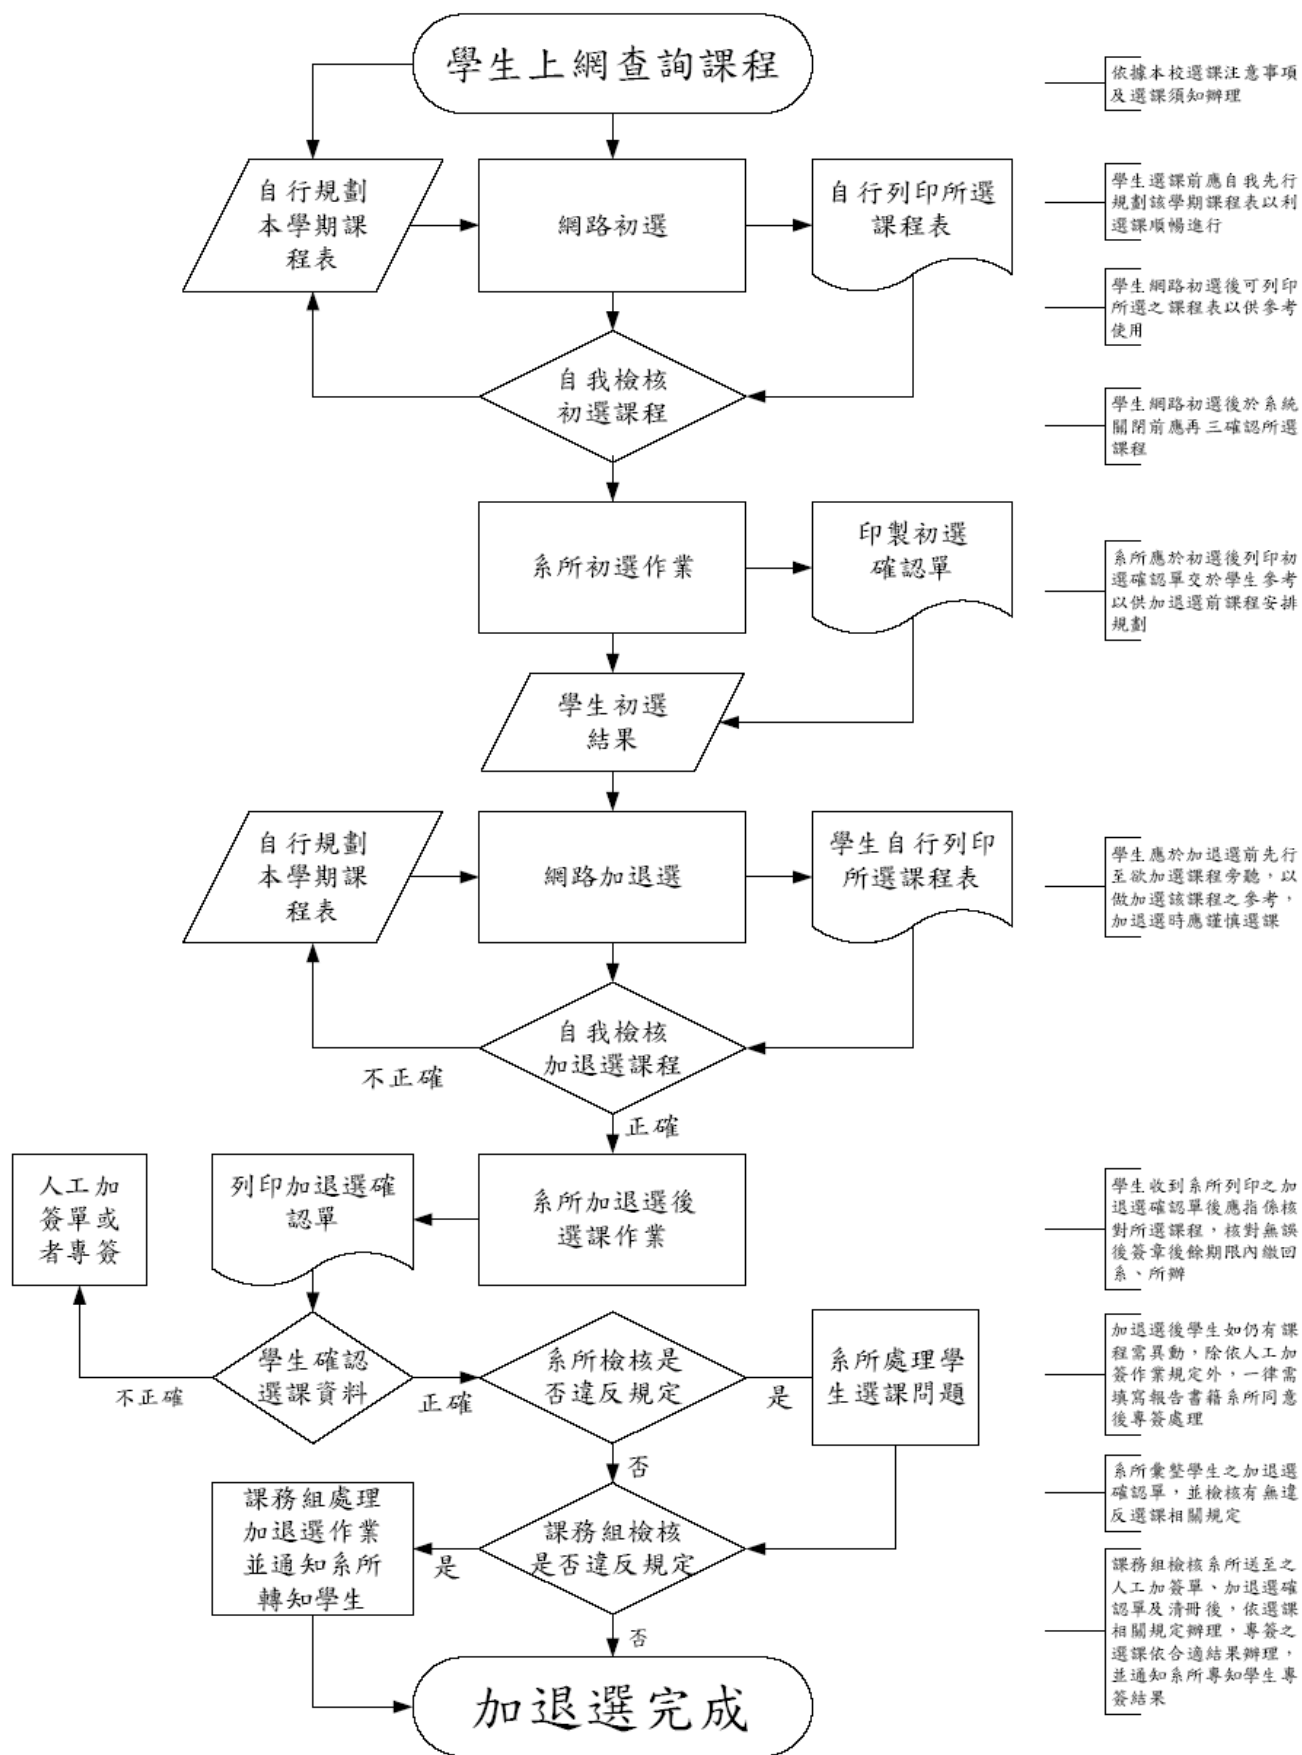 學生上網查詢課程
依據本校選課注意事項
及選課須知辦理
自行規劃
本學期課
程表
網路初選
自行列印所選
課程表
學生選課前應自我先行
規劃該學期課程表以利
選課順暢進行
學生網路初選後可列印
所選之課程表以供參考
使用
自我檢核
初選課程
學生網路初選後於系統
關閉前應再三確認所選
課程
系所初選作業
印製初選
確認單
系所應於初選後列印初
選確認單交於學生參考
以供加退選前課程安排
規劃
學生初選
結果
自行規劃
本學期課
程表
網路加退選
學生自行列印
所選課程表
學生應於加退選前先行
至欲加選課程旁聽，以
做加選該課程之參考，
加退選時應謹慎選課
自我檢核
加退選課程
不正確
正確
人工加
簽單或
者專簽
列印加退選確
認單
系所加退選後
選課作業
學生收到系所列印之加
退選確認單後應指係核
對所選課程，核對無誤
後簽章後餘期限內繳回
系、所辦
學生確認
選課資料
不正確
正確
系所檢核是
否違反規定
是
否
系所處理學
生選課問題
加退選後學生如仍有課
程需異動，除依人工加
簽作業規定外，一律需
填寫報告書籍系所同意
後專簽處理
系所彙整學生之加退選
確認單，並檢核有無違
反選課相關規定
課務組處理
加退選作業
並通知系所
轉知學生
是
課務組檢核
是否違反規定
否
課務組檢核系所送至之
人工加簽單、加退選確
認單及清冊後，依選課
相關規定辦理，專簽之
選課依合適結果辦理，
並通知系所專知學生專
簽結果
加退選完成